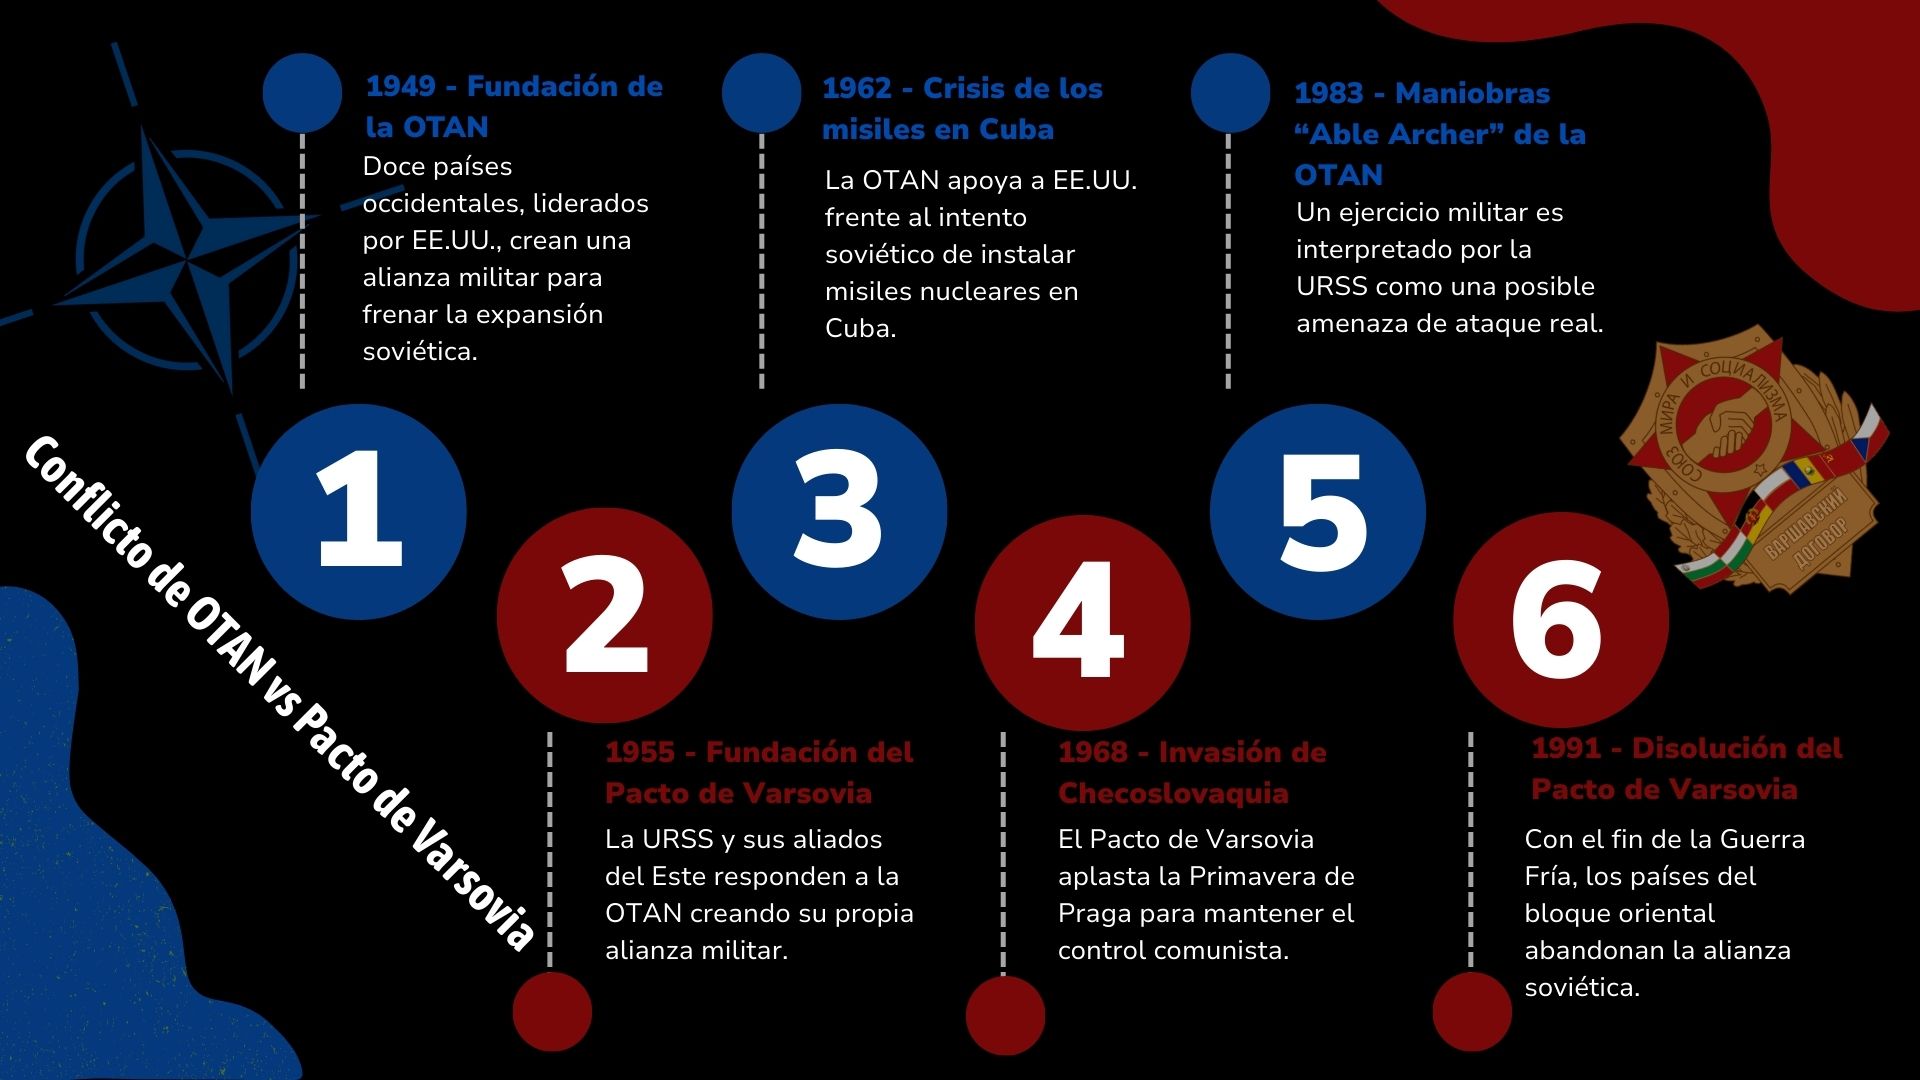 1949 - Fundación de
la OTAN
Doce países
occidentales, liderados
por EE.UU., crean una
alianza militar para
frenar la expansión
soviética.
1962 - Crisis de los
misiles en Cuba
La OTAN apoya a EE.UU.
frente al intento
soviético de instalar
misiles nucleares en
Cuba.
1983 - Maniobras
“Able Archer” de la
OTAN
Un ejercicio militar es
interpretado por la
URSS como una posible
amenaza de ataque real.
СОЮЗ МИРА И СОЦИАЛИЗМА
ВАРШАВСКИЙ
ДОГОВОР
Conflicto de OTAN vs Pacto de Varsovia
1
2
3
4
5
6
1955 - Fundación del
Pacto de Varsovia
La URSS y sus aliados
del Este responden a la
OTAN creando su propia
alianza militar.
1968 - Invasión de
Checoslovaquia
El Pacto de Varsovia
aplasta la Primavera de
Praga para mantener el
control comunista.
1991 - Disolución del
Pacto de Varsovia
Con el fin de la Guerra
Fría, los países del
bloque oriental
abandonan la alianza
soviética.